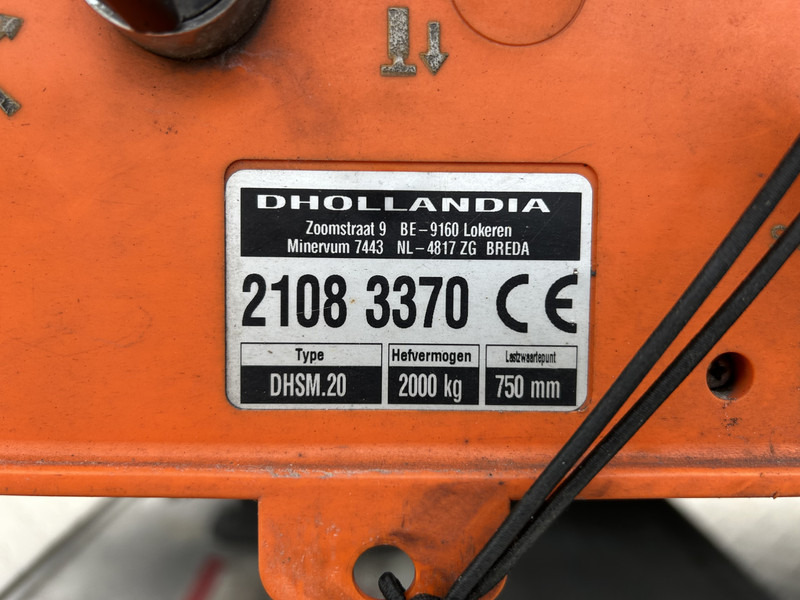 DHOLLANDIA
Zoomstraat 9 BE-9160 Lokeren
Minervum 7443 NL-4817 ZG BREDA
2108 3370 CE
Type Hefvermogen Lastzwaartepunt
DHSM.20 2000 kg 750 mm